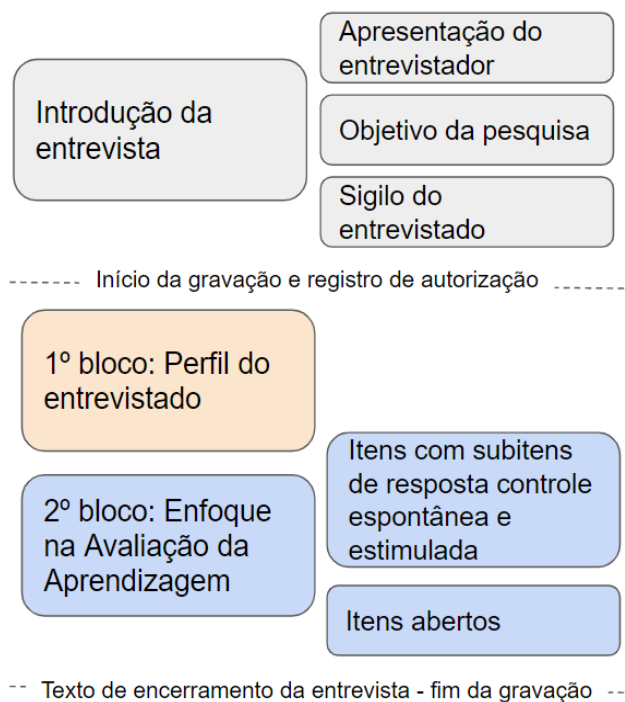 Introdução da
entrevista
Apresentação do
entrevistador
Objetivo da pesquisa
Sigilo do
entrevistado
Início da gravação e registro de autorização
1º bloco: Perfil do
entrevistado
2º bloco: Enfoque
na Avaliação da
Aprendizagem
Itens com subitens
de resposta controle
espontânea e
estimulada
Itens abertos
Texto de encerramento da entrevista - fim da gravação